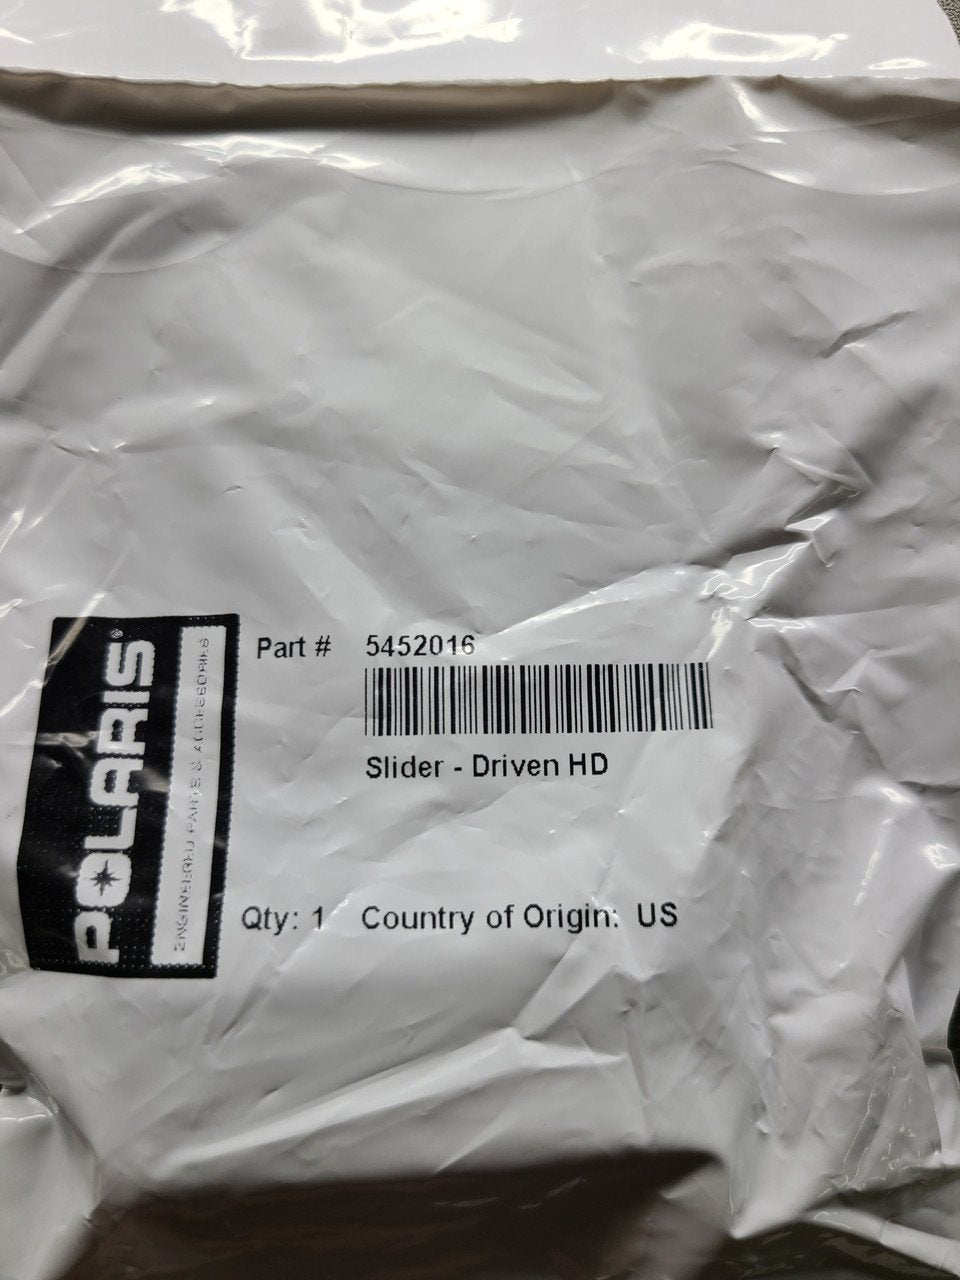 POLARIS®
ENGINEERED PARTS & ACCESSORIES
Part # 5452016
Slider - Driven HD
Qty: 1 Country of Origin: US